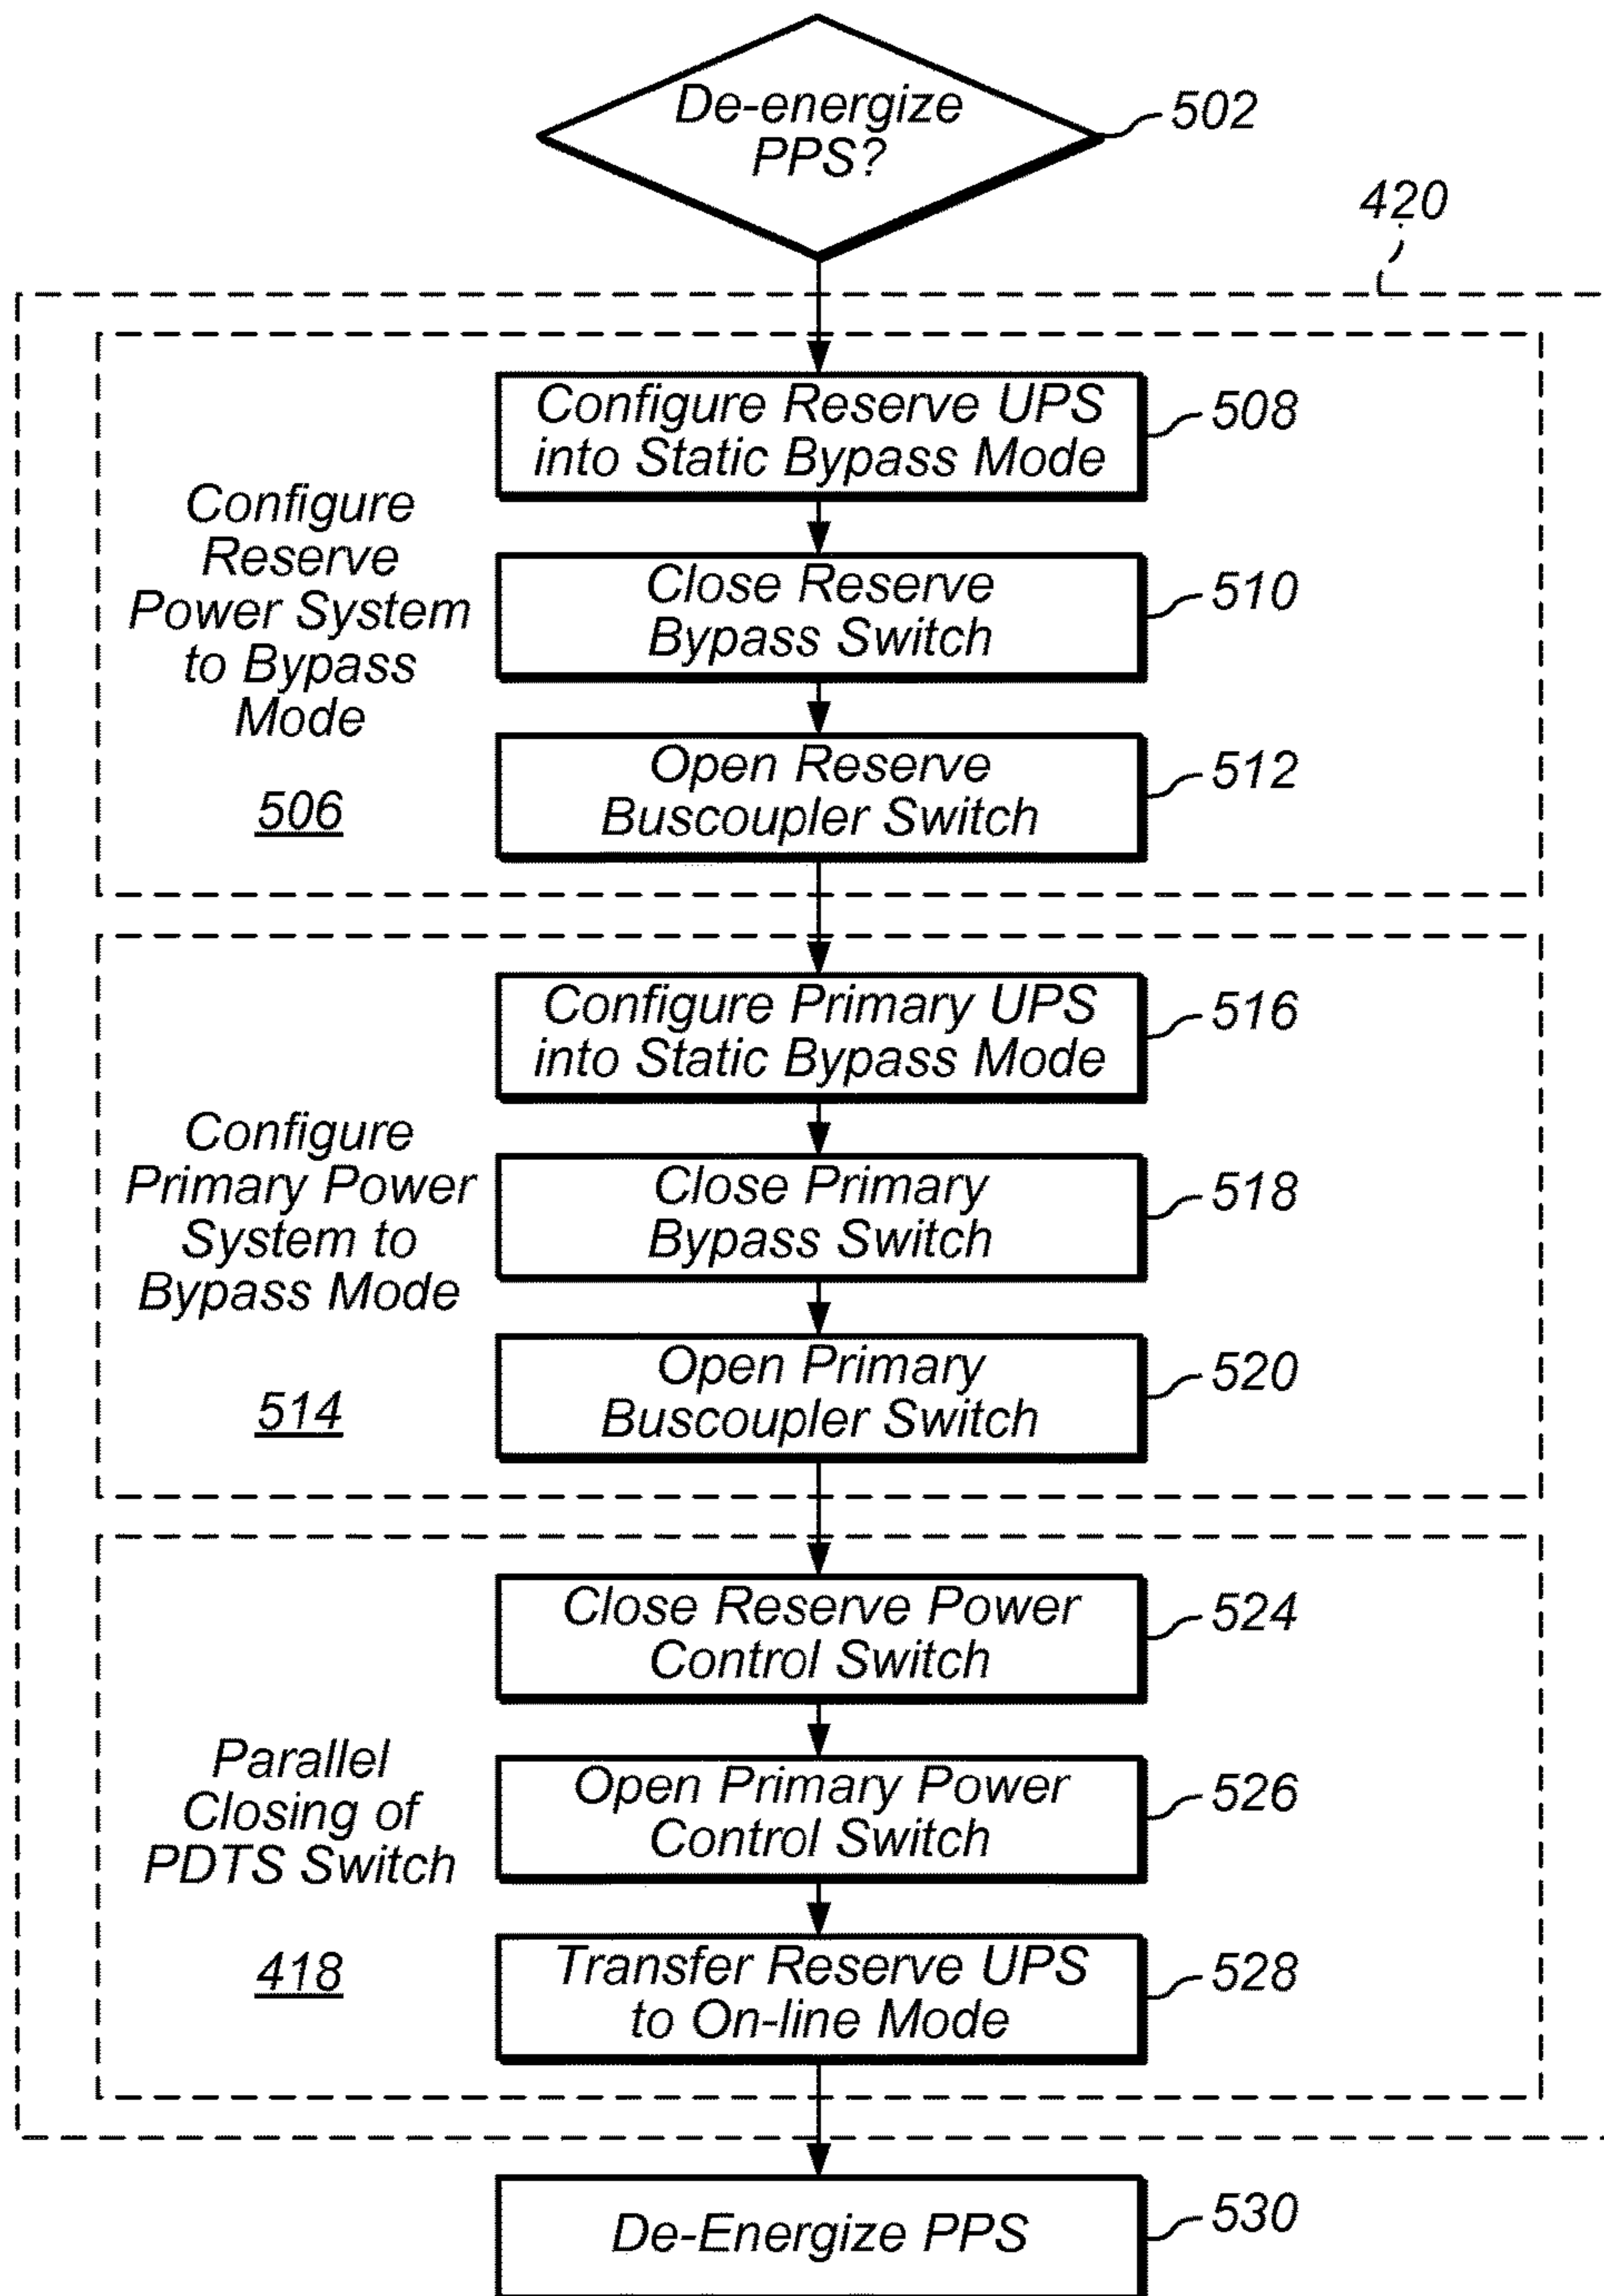 De-energize
PPS?
502
420
Configure Reserve UPS
into Static Bypass Mode
508
Configure
Reserve
Power System
to Bypass
Mode
506
Close Reserve
Bypass Switch
510
Open Reserve
Buscoupler Switch
512
Configure Primary UPS
into Static Bypass Mode
516
Configure
Primary Power
System to
Bypass Mode
514
Close Primary
Bypass Switch
518
Open Primary
Buscoupler Switch
520
Close Reserve Power
Control Switch
524
Parallel
Closing of
PDTS Switch
418
Open Primary Power
Control Switch
526
Transfer Reserve UPS
to On-line Mode
528
De-Energize PPS
530